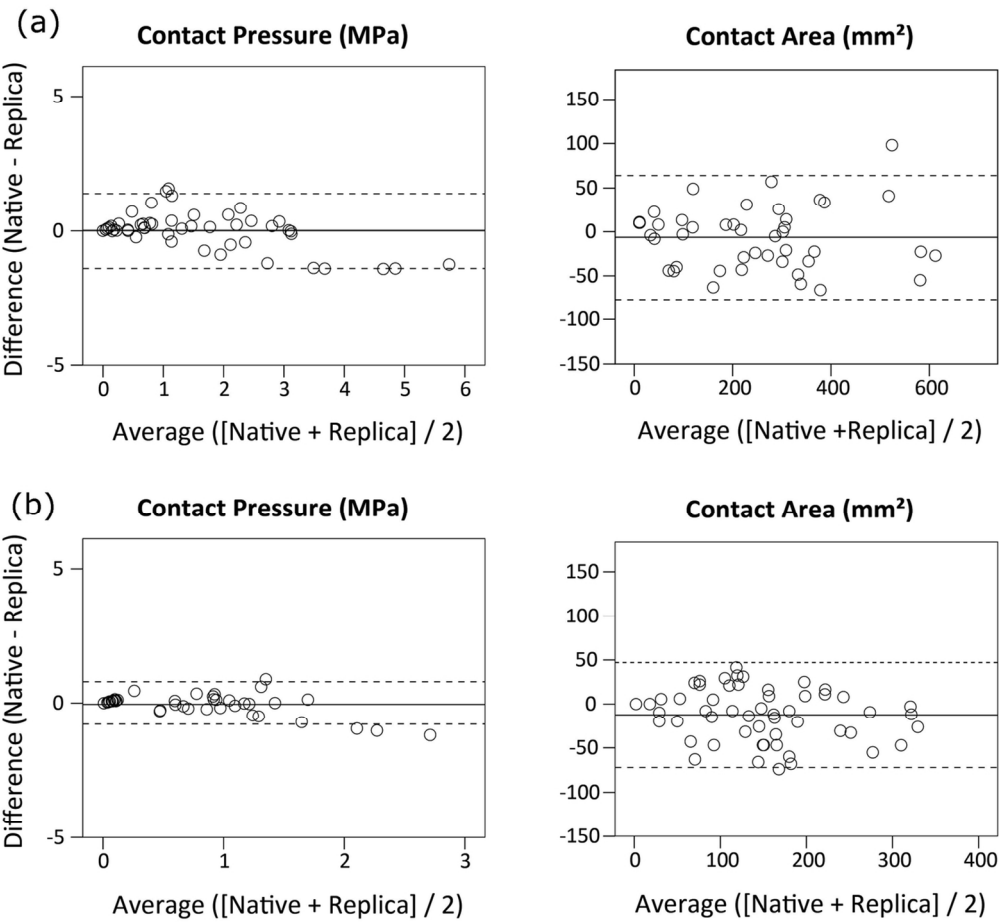 (a)
Contact Pressure (MPa)
Difference (Native - Replica)
5
0
-5
0 1 2 3 4 5 6
Average ([Native + Replica] / 2)
Contact Area (mm²)
150
100
50
0
-50
-100
-150
0 200 400 600
Average ([Native +Replica] / 2)
(b)
Contact Pressure (MPa)
Difference (Native - Replica)
5
0
-5
0 1 2 3
Average ([Native + Replica] / 2)
Contact Area (mm²)
150
100
50
0
-50
-100
-150
0 100 200 300 400
Average ([Native + Replica] / 2)